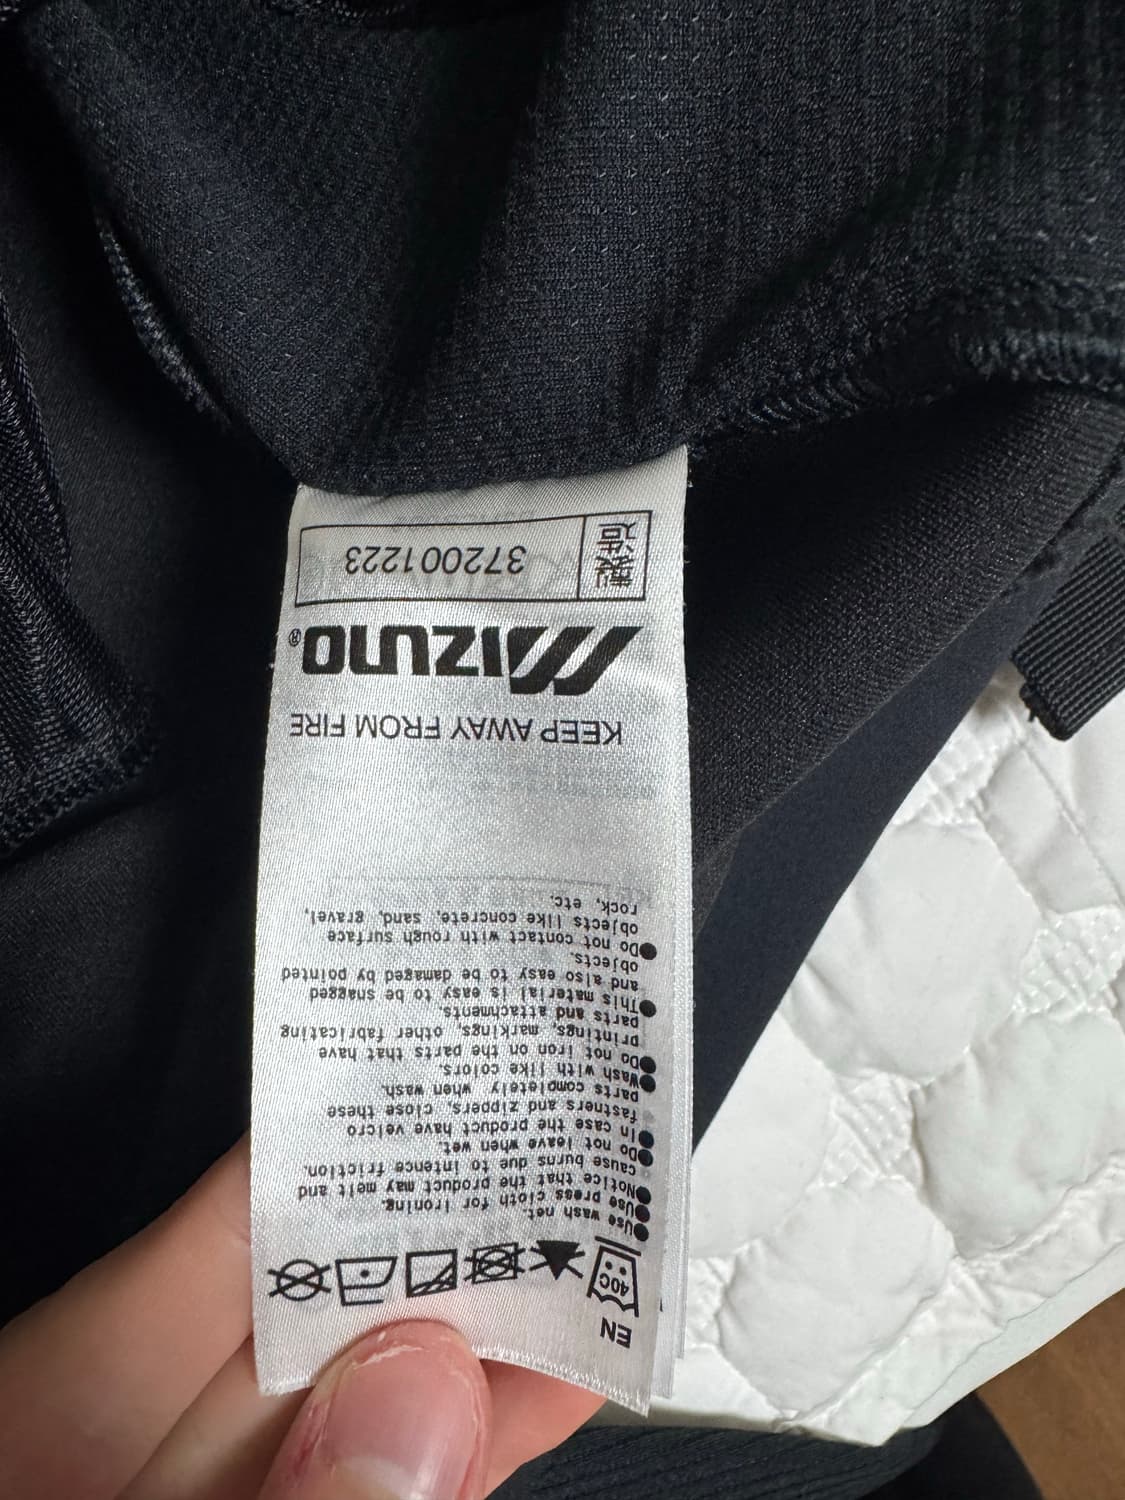 EN
40C
●Use wash net.
●Use press cloth for ironing.
●Notice that the product may melt and
cause burns due to intence friction.
●Do not leave when wet.
●In case the product have velcro
fastners and zippers, close these
parts completely when wash.
●Wash with like colors.
●Do not iron on the parts that have
printings, markings, other fabricating
parts and attachments.
●This material is easy to be snagged
and also easy to be damaged by pointed
objects.
●Do not contact with rough surface
objects like concrete, sand, gravel,
rock, etc.
KEEP AWAY FROM FIRE
MIZUNO®
製造 372001223